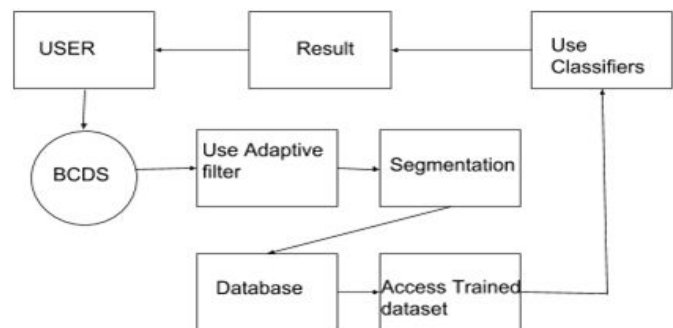 USER
Result
Use
Classifiers
BCDS
Use Adaptive
filter
Segmentation
Database
Access Trained
dataset